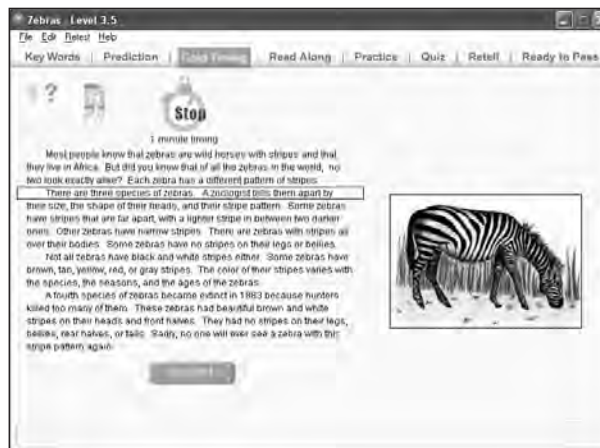 Zebras - Level 3.5
File Edit Retest Help
Key Words | Prediction | Cold Timing | Read Along | Practice | Quiz | Retell | Ready to Pass
?
Stop
1 minute timing
Most people know that zebras are wild horses with stripes and that
they live in Africa. But did you know that of all the zebras in the world, no
two look exactly alike? Each zebra has a different pattern of stripes.
There are three species of zebras. A zoologist tells them apart by
their size, the shape of their heads, and their stripe pattern. Some zebras
have stripes that are far apart, with a lighter stripe in between two darker
ones. Other zebras have narrow stripes. There are zebras with stripes all
over their bodies. Some zebras have no stripes on their legs or bellies.
Not all zebras have black and white stripes either. Some zebras have
brown, tan, yellow, red, or gray stripes. The color of their stripes varies with
the species, the seasons, and the ages of the zebras.
A fourth species of zebras became extinct in 1883 because hunters
killed too many of them. These zebras had beautiful brown and white
stripes on their heads and front halves. They had no stripes on their legs,
bellies, rear halves, or tails. Sadly, no one will ever see a zebra with this
stripe pattern again.